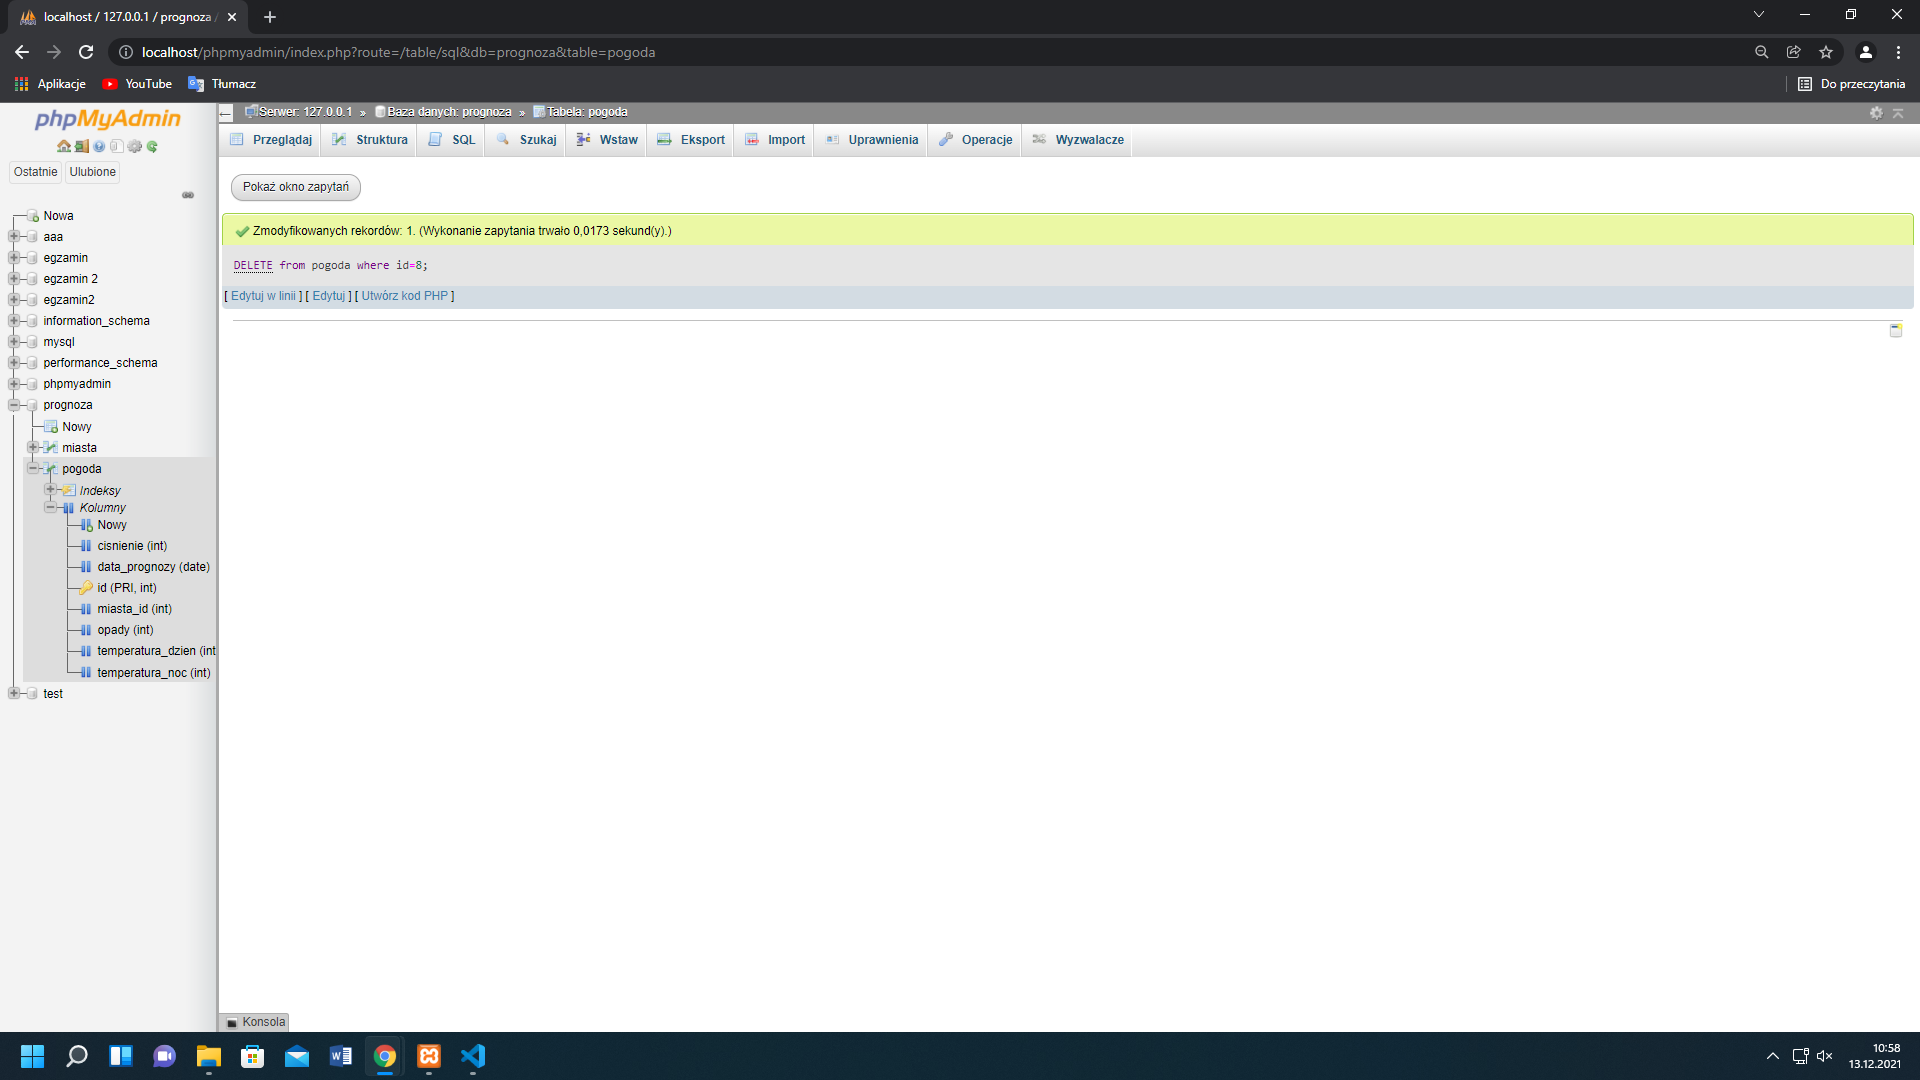 localhost / 127.0.0.1 / prognoza /
localhost/phpmyadmin/index.php?route=/table/sql&db=prognoza&table=pogoda
Aplikacje YouTube Tłumacz Do przeczytania
phpMyAdmin
Ostatnie Ulubione
Nowa
aaa
egzamin
egzamin 2
egzamin2
information_schema
mysql
performance_schema
phpmyadmin
prognoza
Nowy
miasta
pogoda
Indeksy
Kolumny
Nowy
cisnienie (int)
data_prognozy (date)
id (PRI, int)
miasta_id (int)
opady (int)
temperatura_dzien (int
temperatura_noc (int)
test
Serwer: 127.0.0.1 » Baza danych: prognoza » Tabela: pogoda
Przeglądaj Struktura SQL Szukaj Wstaw Eksport Import Uprawnienia Operacje Wyzwalacze
Pokaż okno zapytań
Zmodyfikowanych rekordów: 1. (Wykonanie zapytania trwało 0,0173 sekund(y).)
DELETE from pogoda where id=8;
[ Edytuj w linii ] [ Edytuj ] [ Utwórz kod PHP ]
Konsola
10:58
13.12.2021